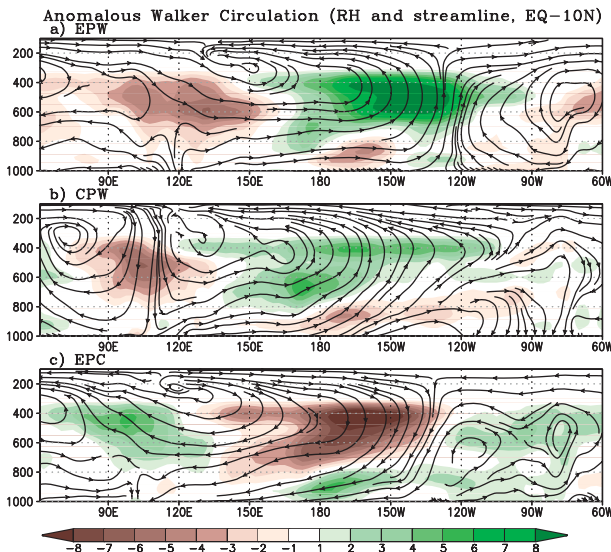 Anomalous Walker Circulation (RH and streamline, EQ−10N)
a) EPW
200
400
600
800
1000
90E 120E 150E 180 150W 120W 90W 60W
b) CPW
200
400
600
800
1000
90E 120E 150E 180 150W 120W 90W 60W
c) EPC
200
400
600
800
1000
90E 120E 150E 180 150W 120W 90W 60W
−8 −7 −6 −5 −4 −3 −2 −1 1 2 3 4 5 6 7 8